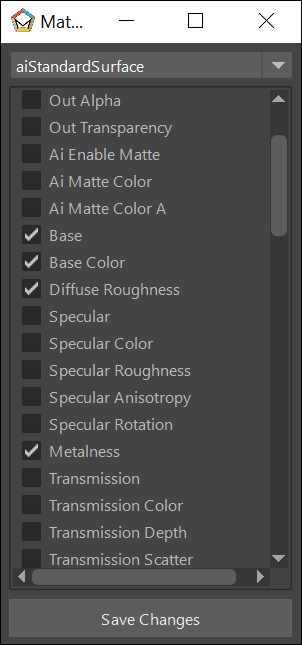 Mat...
aiStandardSurface
Out Alpha
Out Transparency
Ai Enable Matte
Ai Matte Color
Ai Matte Color A
Base
Base Color
Diffuse Roughness
Specular
Specular Color
Specular Roughness
Specular Anisotropy
Specular Rotation
Metalness
Transmission
Transmission Color
Transmission Depth
Transmission Scatter
Save Changes